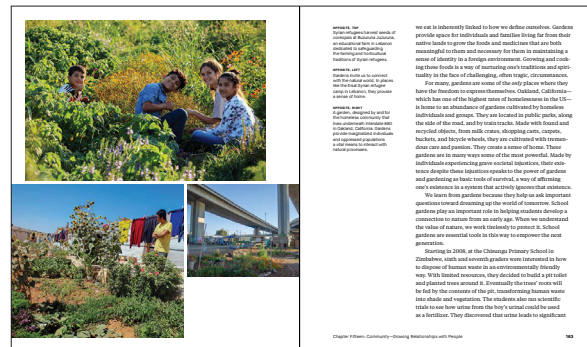 OPPOSITE, TOP
Syrian refugees harvest seeds of
coreopsis at Buzuruna Juzuruna,
an educational farm in Lebanon
dedicated to safeguarding
the farming and horticultural
traditions of Syrian refugees.
OPPOSITE, LEFT
Gardens invite us to connect
with the natural world. In places
like the Einal Syrian refugee
camp in Lebanon, they provide
a sense of home.
OPPOSITE, RIGHT
A garden, designed by and for
the homeless community that
lives underneath Interstate 880
in Oakland, California. Gardens
provide marginalized individuals
and oppressed populations
a vital means to interact with
natural processes.
we eat is inherently linked to how we define ourselves. Gardens
provide space for individuals and families living far from their
native lands to grow the foods and medicines that are both
meaningful to them and necessary for them in maintaining a
sense of identity in a foreign environment. Growing and cook-
ing these foods is a way of nurturing one's traditions and spiri-
tuality in the face of challenging, often tragic, circumstances.
For many, gardens are some of the only places where they
have the freedom to express themselves. Oakland, California—
which has one of the highest rates of homelessness in the US—
is home to an abundance of gardens cultivated by homeless
individuals and groups. They are located in public parks, along
the side of the road, and by train tracks. Made with found and
recycled objects, from milk crates, shopping carts, carpets,
buckets, and bicycle wheels, they are cultivated with tremen-
dous care and passion. They create a sense of home. These
gardens are in many ways some of the most powerful. Made by
individuals experiencing grave societal injustices, their exis-
tence despite these injustices speaks to the power of gardens
and gardening as basic tools of survival, a way of affirming
one's existence in a system that actively ignores that existence.
We learn from gardens because they help us ask important
questions toward dreaming up the world of tomorrow. School
gardens play an important role in helping students develop a
connection to nature from an early age. When we understand
the value of nature, we work tirelessly to protect it. School
gardens are essential tools in this way to empower the next
generation.
Starting in 2008, at the Chisungu Primary School in
Zimbabwe, sixth and seventh graders were interested in how
to dispose of human waste in an environmentally friendly
way. With limited resources, they decided to build a pit toilet
and planted trees around it. Eventually the trees' roots will
be fed by the contents of the pit, transforming human waste
into shade and vegetation. The students also ran scientific
trials to see how urine from the boy's urinal could be used
as a fertilizer. They discovered that urine leads to significant
Chapter Fifteen: Community—Drawing Relationships with People
163